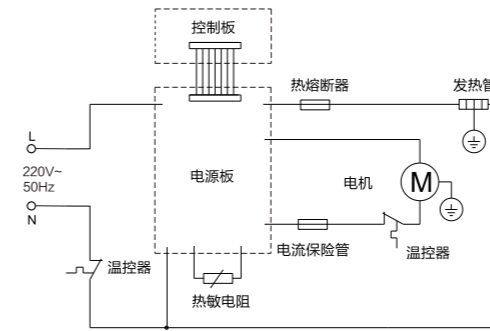 控制板
热熔断器
发热管
L
220V~
50Hz
电源板
电机
M
N
电流保险管
温控器
温控器
热敏电阻